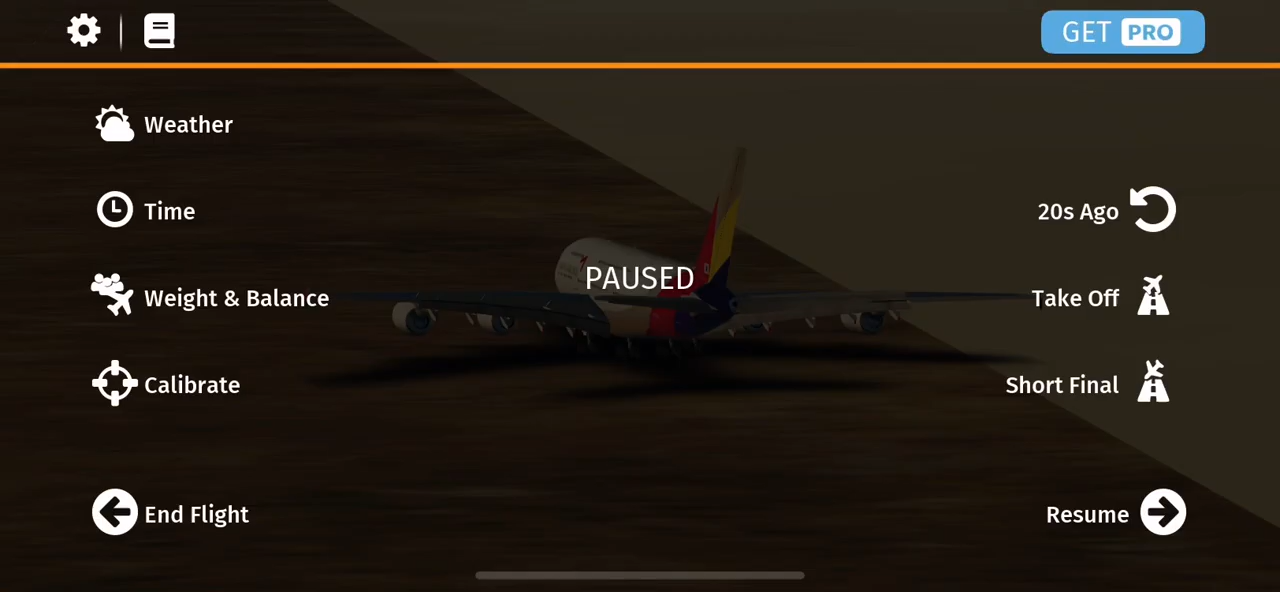 GET PRO
Weather
Time
20s Ago
PAUSED
Weight & Balance
Take Off
Calibrate
Short Final
End Flight
Resume